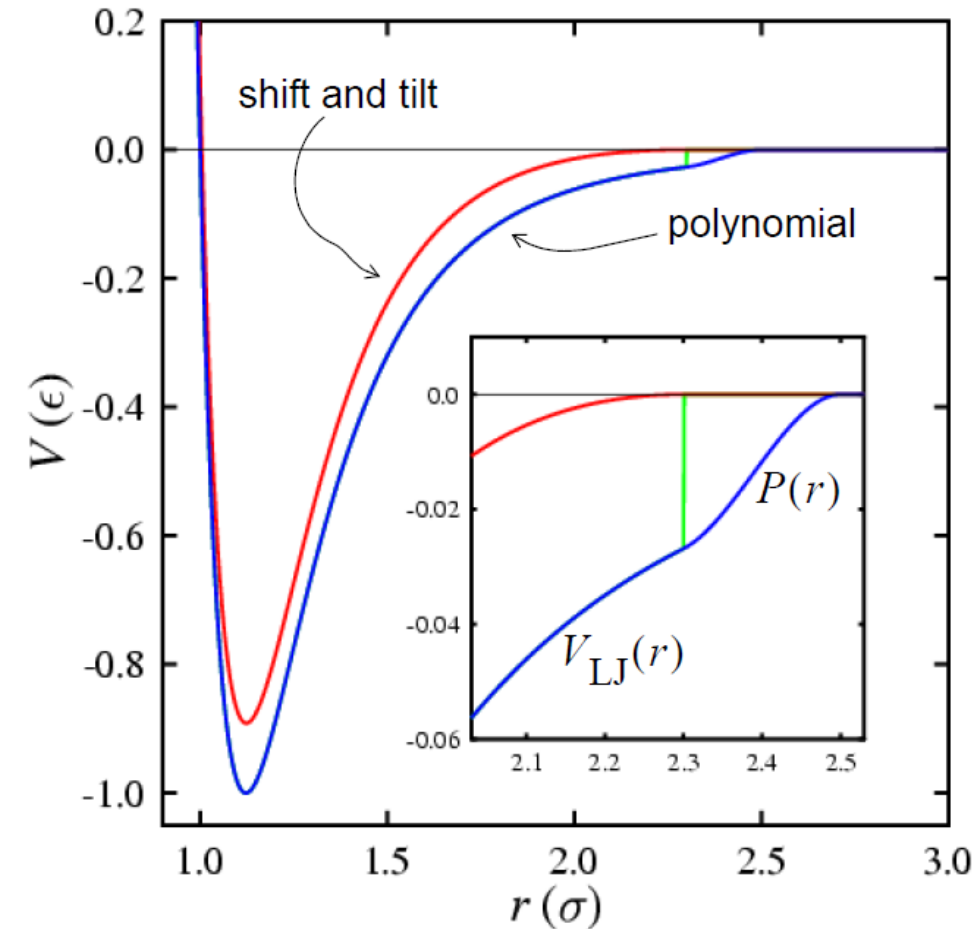 0.2
shift and tilt
0.0
polynomial
-0.2
V (ϵ)
-0.4
-0.6
-0.8
-1.0
0.0
-0.02
P(r)
-0.04
V_LJ(r)
-0.06
2.1 2.2 2.3 2.4 2.5
1.0 1.5 2.0 2.5 3.0
r (σ)